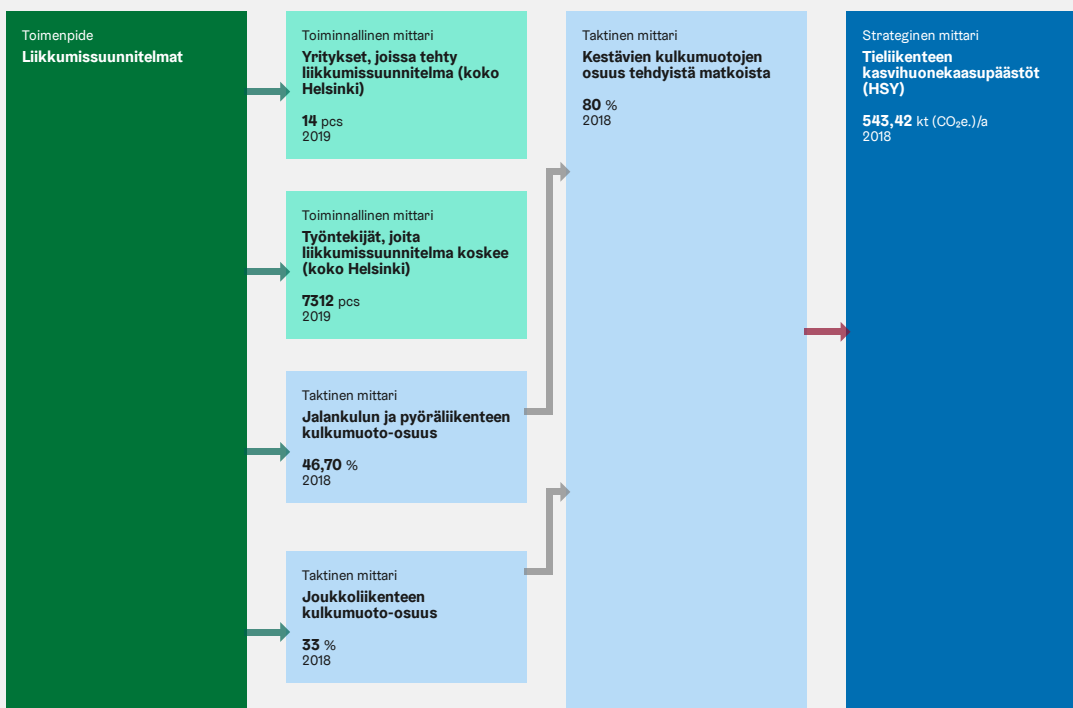 Toimenpide
Liikkumissuunnitelmat
Toiminnallinen mittari
Yritykset, joissa tehty
liikkumissuunnitelma (koko
Helsinki)
14 pcs
2019
Toiminnallinen mittari
Työntekijät, joita
liikkumissuunnitelma koskee
(koko Helsinki)
7312 pcs
2019
Taktinen mittari
Jalankulun ja pyöräliikenteen
kulkumuoto-osuus
46,70 %
2018
Taktinen mittari
Joukkoliikenteen
kulkumuoto-osuus
33 %
2018
Taktinen mittari
Kestävien kulkumuotojen
osuus tehdyistä matkoista
80 %
2018
Strateginen mittari
Tieliikenteen
kasvihuonekaasupäästöt
(HSY)
543,42 kt (CO₂e.)/a
2018